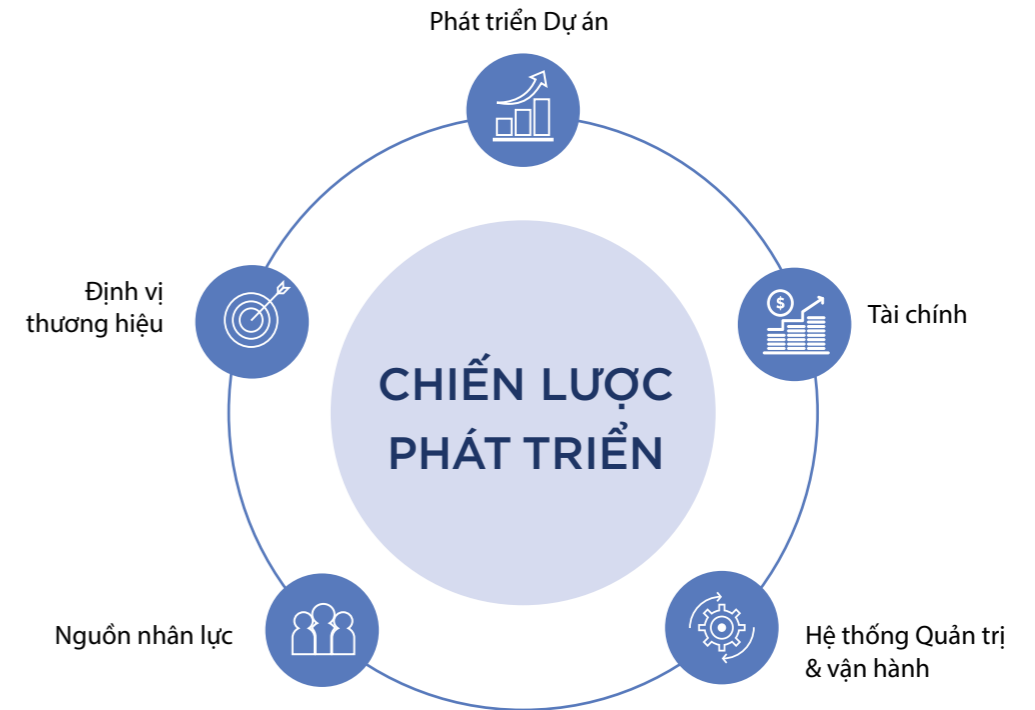 Phát triển Dự án
Định vị
thương hiệu
$
Tài chính
CHIẾN LƯỢC
PHÁT TRIỂN
Nguồn nhân lực
Hệ thống Quản trị
& vận hành